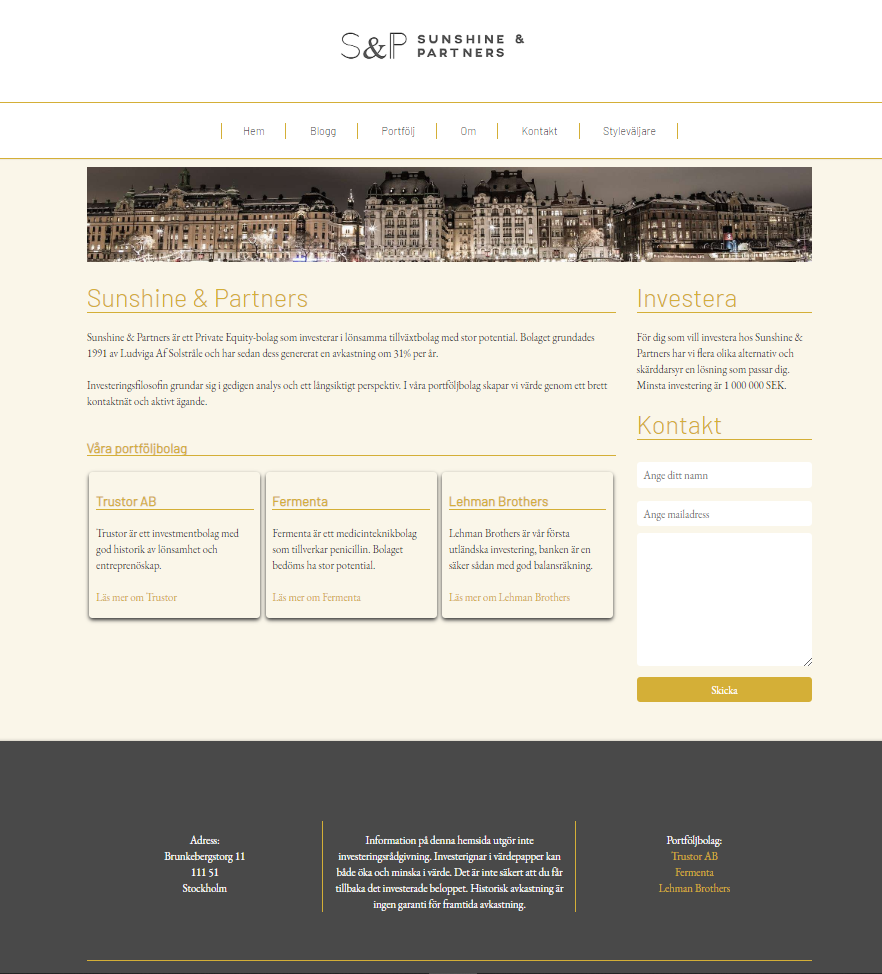 S&P SUNSHINE &
PARTNERS
Hem Blogg Portfölj Om Kontakt Styleväljare
Sunshine & Partners
Sunshine & Partners är ett Private Equity-bolag som investerar i lönsamma tillväxtbolag med stor potential. Bolaget grundades
1991 av Ludviga Af Solstråle och har sedan dess genererat en avkastning om 31% per år.
Investeringsfilosofin grundar sig i gedigen analys och ett långsiktigt perspektiv. I våra portföljbolag skapar vi värde genom ett brett
kontaktnät och aktivt ägande.
Våra portföljbolag
Trustor AB
Trustor är ett investmentbolag med
god historik av lönsamhet och
entreprenöskap.
Läs mer om Trustor
Fermenta
Fermenta är ett medicinteknikbolag
som tillverkar penicillin. Bolaget
bedöms ha stor potential.
Läs mer om Fermenta
Lehman Brothers
Lehman Brothers är vår första
utländska investering, banken är en
säker sådan med god balansräkning.
Läs mer om Lehman Brothers
Investera
För dig som vill investera hos Sunshine &
Partners har vi flera olika alternativ och
skärddarsyr en lösning som passar dig.
Minsta investering är 1 000 000 SEK.
Kontakt
Ange ditt namn
Ange mailadress
Skicka
Adress:
Brunkebergstorg 11
111 51
Stockholm
Information på denna hemsida utgör inte
investeringsrådgivning. Investerignar i värdepapper kan
både öka och minska i värde. Det är inte säkert att du får
tillbaka det investerade beloppet. Historisk avkastning är
ingen garanti för framtida avkastning.
Portföljbolag:
Trustor AB
Fermenta
Lehman Brothers